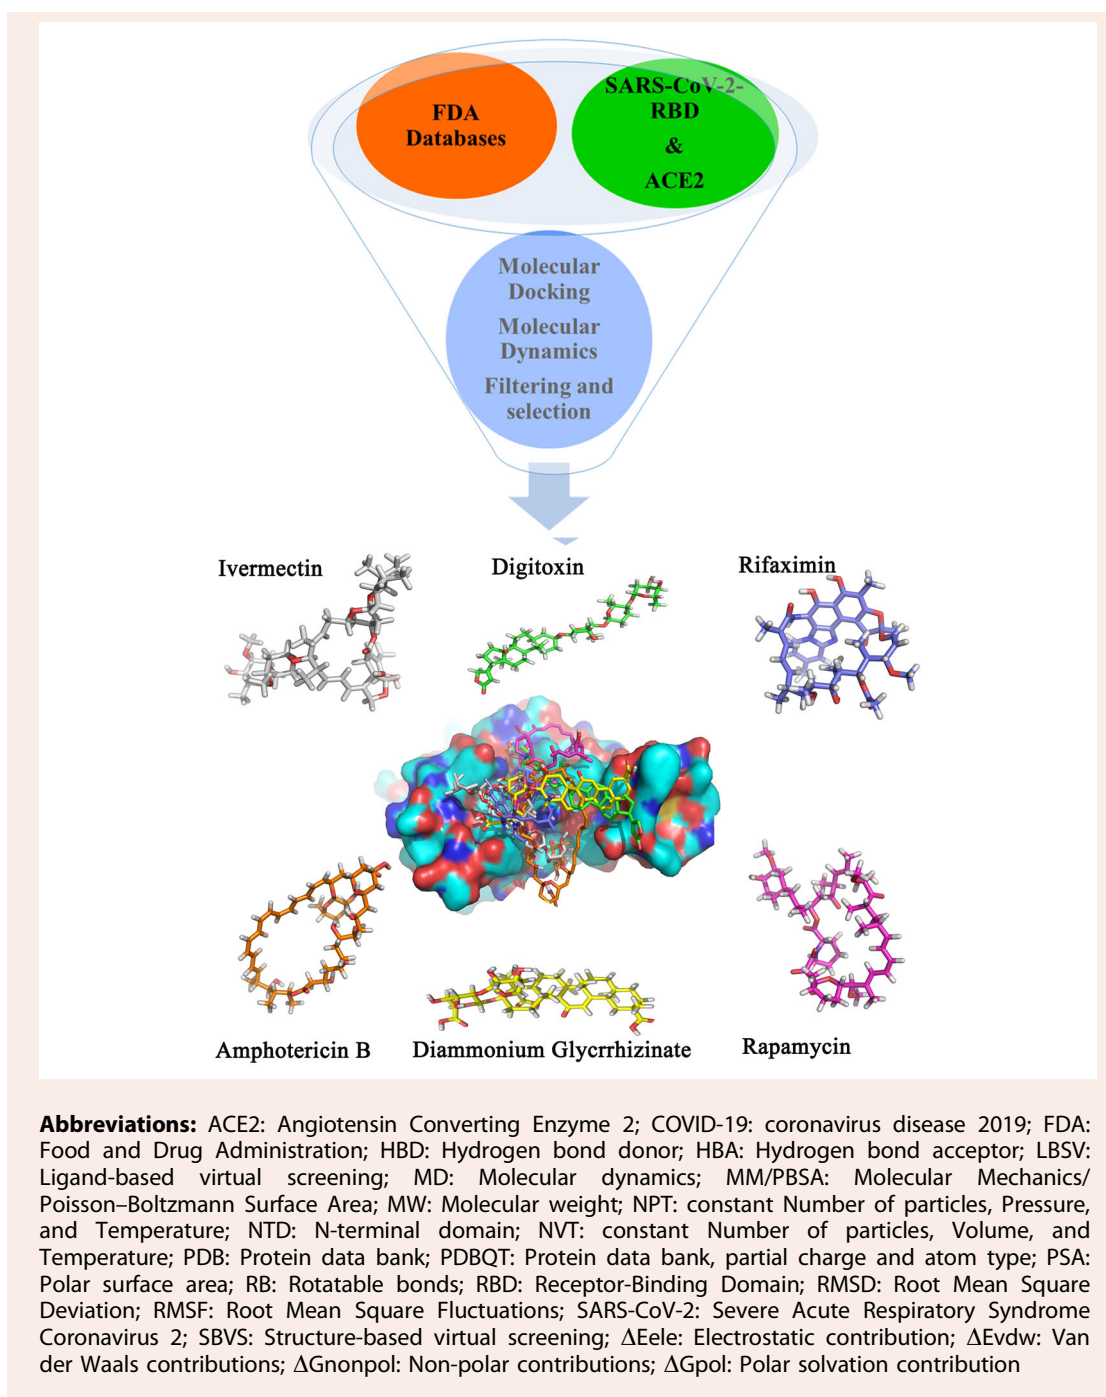 FDA
Databases
SARS-CoV-2-
RBD
&
ACE2
Molecular
Docking
Molecular
Dynamics
Filtering and
selection
Ivermectin
Digitoxin
Rifaximin
Amphotericin B
Diammonium Glycrrhizinate
Rapamycin
Abbreviations: ACE2: Angiotensin Converting Enzyme 2; COVID-19: coronavirus disease 2019; FDA:
Food and Drug Administration; HBD: Hydrogen bond donor; HBA: Hydrogen bond acceptor; LBSV:
Ligand-based virtual screening; MD: Molecular dynamics; MM/PBSA: Molecular Mechanics/
Poisson–Boltzmann Surface Area; MW: Molecular weight; NPT: constant Number of particles, Pressure,
and Temperature; NTD: N-terminal domain; NVT: constant Number of particles, Volume, and
Temperature; PDB: Protein data bank; PDBQT: Protein data bank, partial charge and atom type; PSA:
Polar surface area; RB: Rotatable bonds; RBD: Receptor-Binding Domain; RMSD: Root Mean Square
Deviation; RMSF: Root Mean Square Fluctuations; SARS-CoV-2: Severe Acute Respiratory Syndrome
Coronavirus 2; SBVS: Structure-based virtual screening; ΔEele: Electrostatic contribution; ΔEvdw: Van
der Waals contributions; ΔGnonpol: Non-polar contributions; ΔGpol: Polar solvation contribution